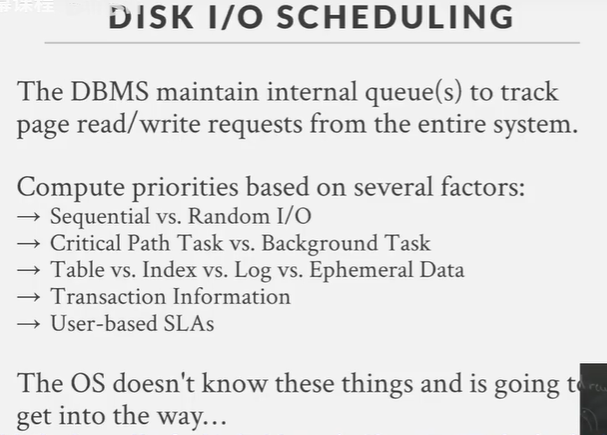 DISK I/O SCHEDULING
The DBMS maintain internal queue(s) to track
page read/write requests from the entire system.
Compute priorities based on several factors:
→ Sequential vs. Random I/O
→ Critical Path Task vs. Background Task
→ Table vs. Index vs. Log vs. Ephemeral Data
→ Transaction Information
→ User-based SLAs
The OS doesn't know these things and is going t
get into the way...